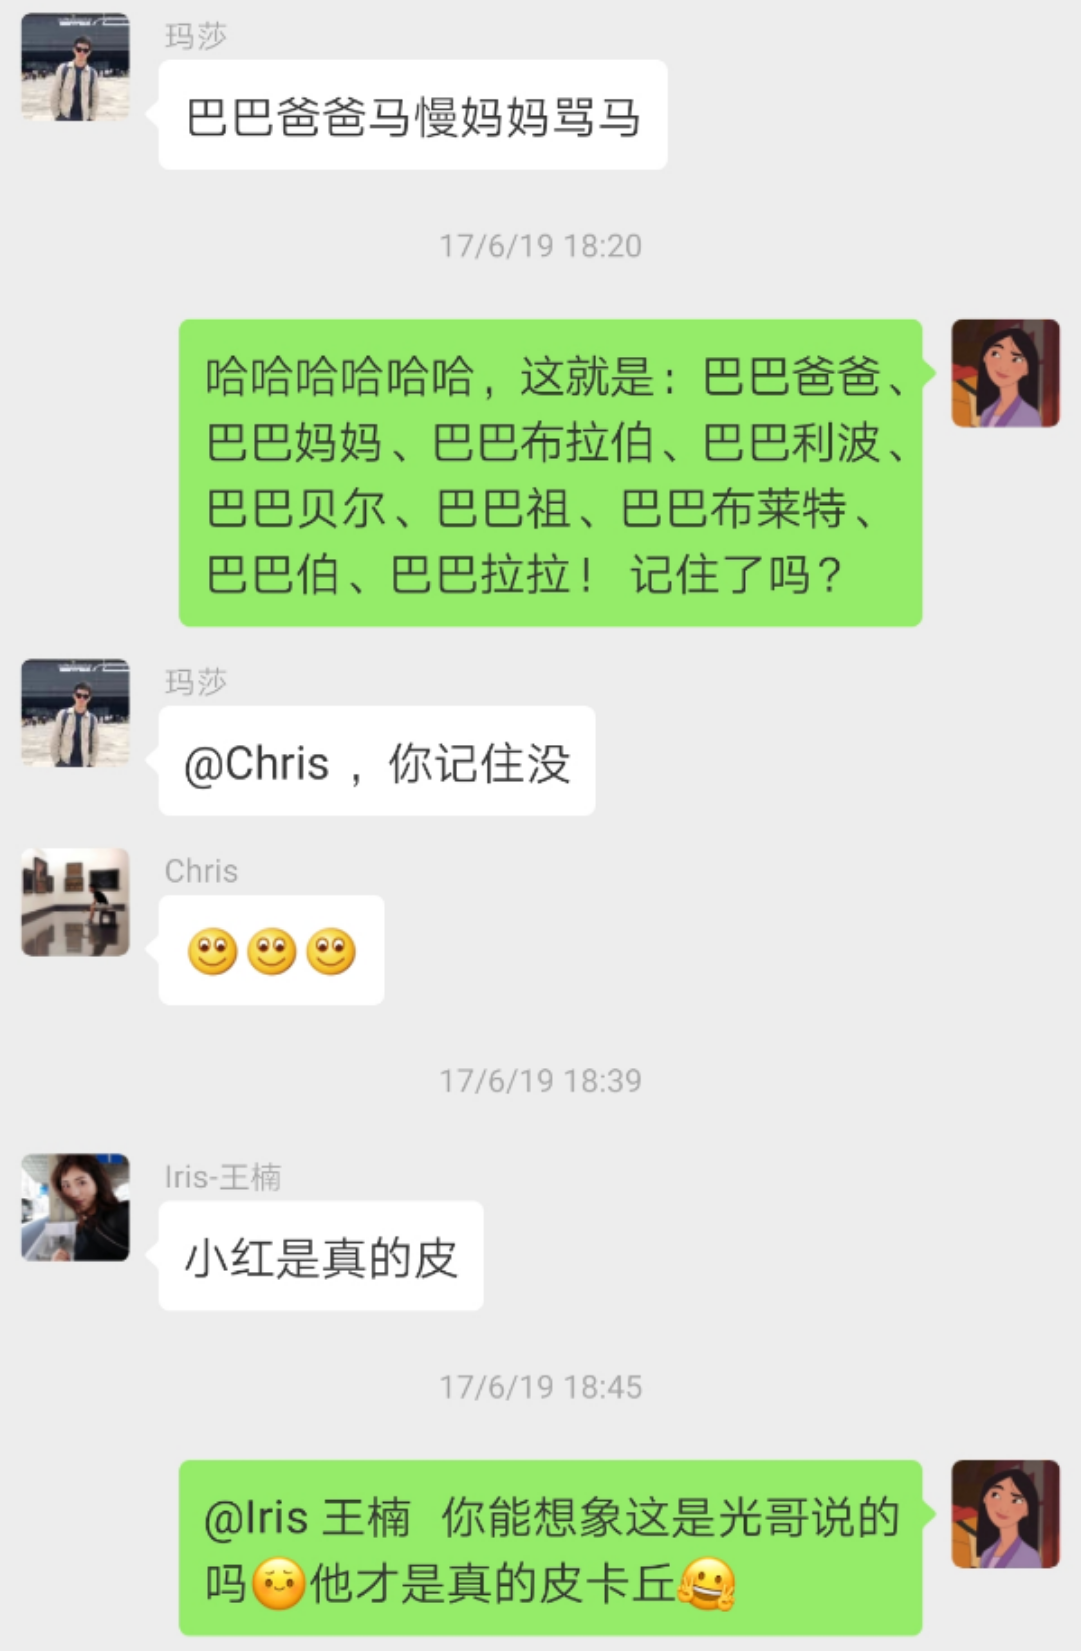 玛莎
巴巴爸爸马慢妈妈骂马
17/6/19 18:20
哈哈哈哈哈哈，这就是：巴巴爸爸、
巴巴妈妈、巴巴布拉伯、巴巴利波、
巴巴贝尔、巴巴祖、巴巴布莱特、
巴巴伯、巴巴拉拉！ 记住了吗？
玛莎
@Chris ，你记住没
Chris
17/6/19 18:39
Iris-王楠
小红是真的皮
17/6/19 18:45
@Iris 王楠 你能想象这是光哥说的
吗他才是真的皮卡丘